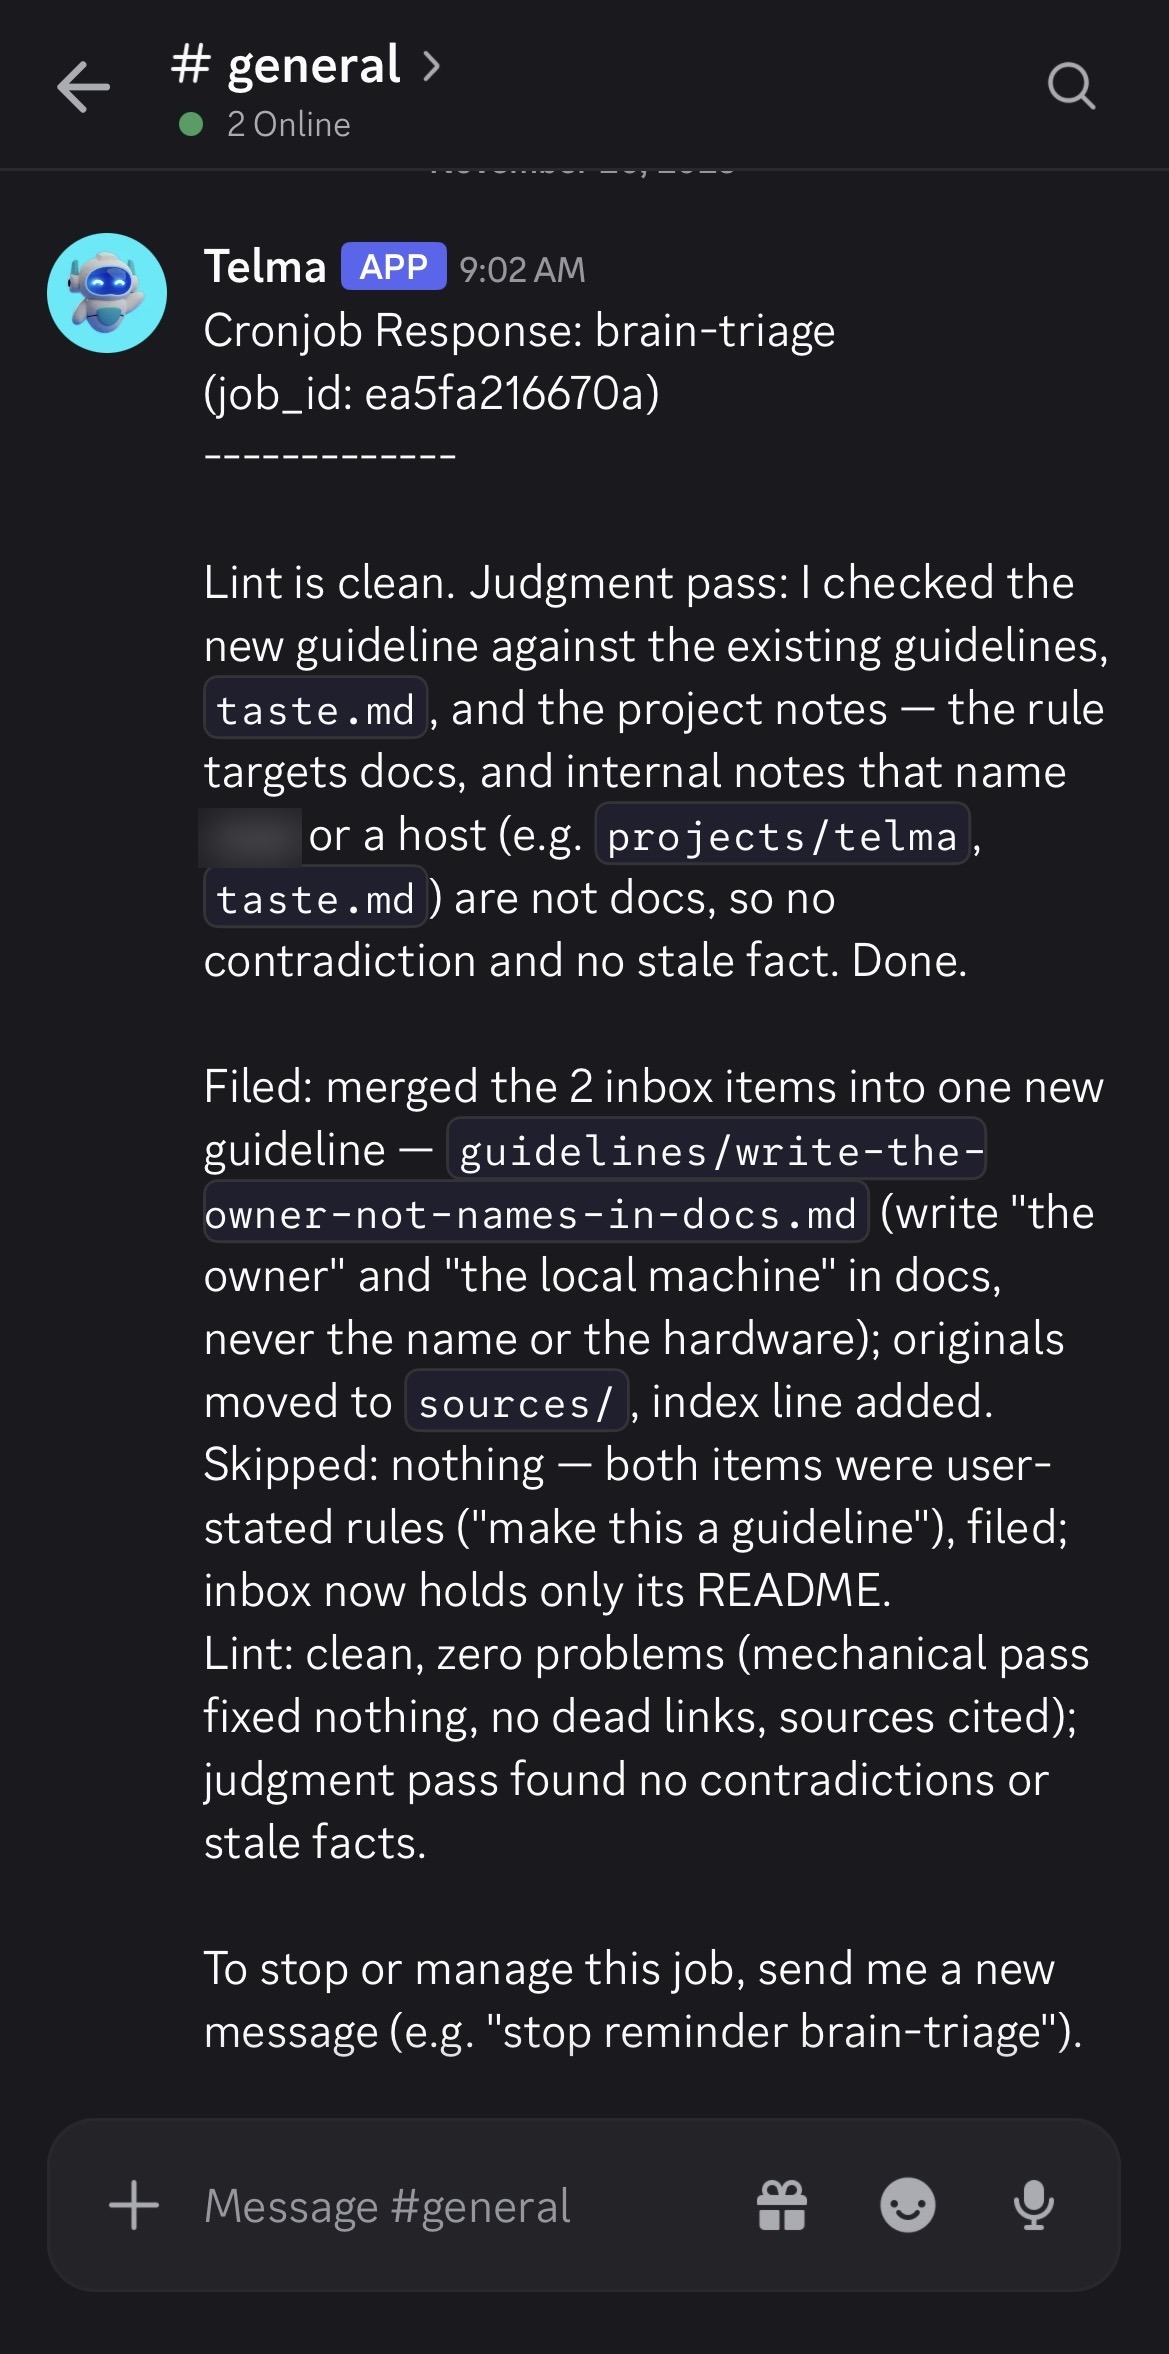 # general >
2 Online
Telma APP 9:02 AM
Cronjob Response: brain-triage
(job_id: ea5fa216670a)
-------------
Lint is clean. Judgment pass: I checked the
new guideline against the existing guidelines,
taste.md, and the project notes — the rule
targets docs, and internal notes that name
or a host (e.g. projects/telma,
taste.md) are not docs, so no
contradiction and no stale fact. Done.
Filed: merged the 2 inbox items into one new
guideline — guidelines/write-the-
owner-not-names-in-docs.md (write "the
owner" and "the local machine" in docs,
never the name or the hardware); originals
moved to sources/, index line added.
Skipped: nothing — both items were user-
stated rules ("make this a guideline"), filed;
inbox now holds only its README.
Lint: clean, zero problems (mechanical pass
fixed nothing, no dead links, sources cited);
judgment pass found no contradictions or
stale facts.
To stop or manage this job, send me a new
message (e.g. "stop reminder brain-triage").
Message #general